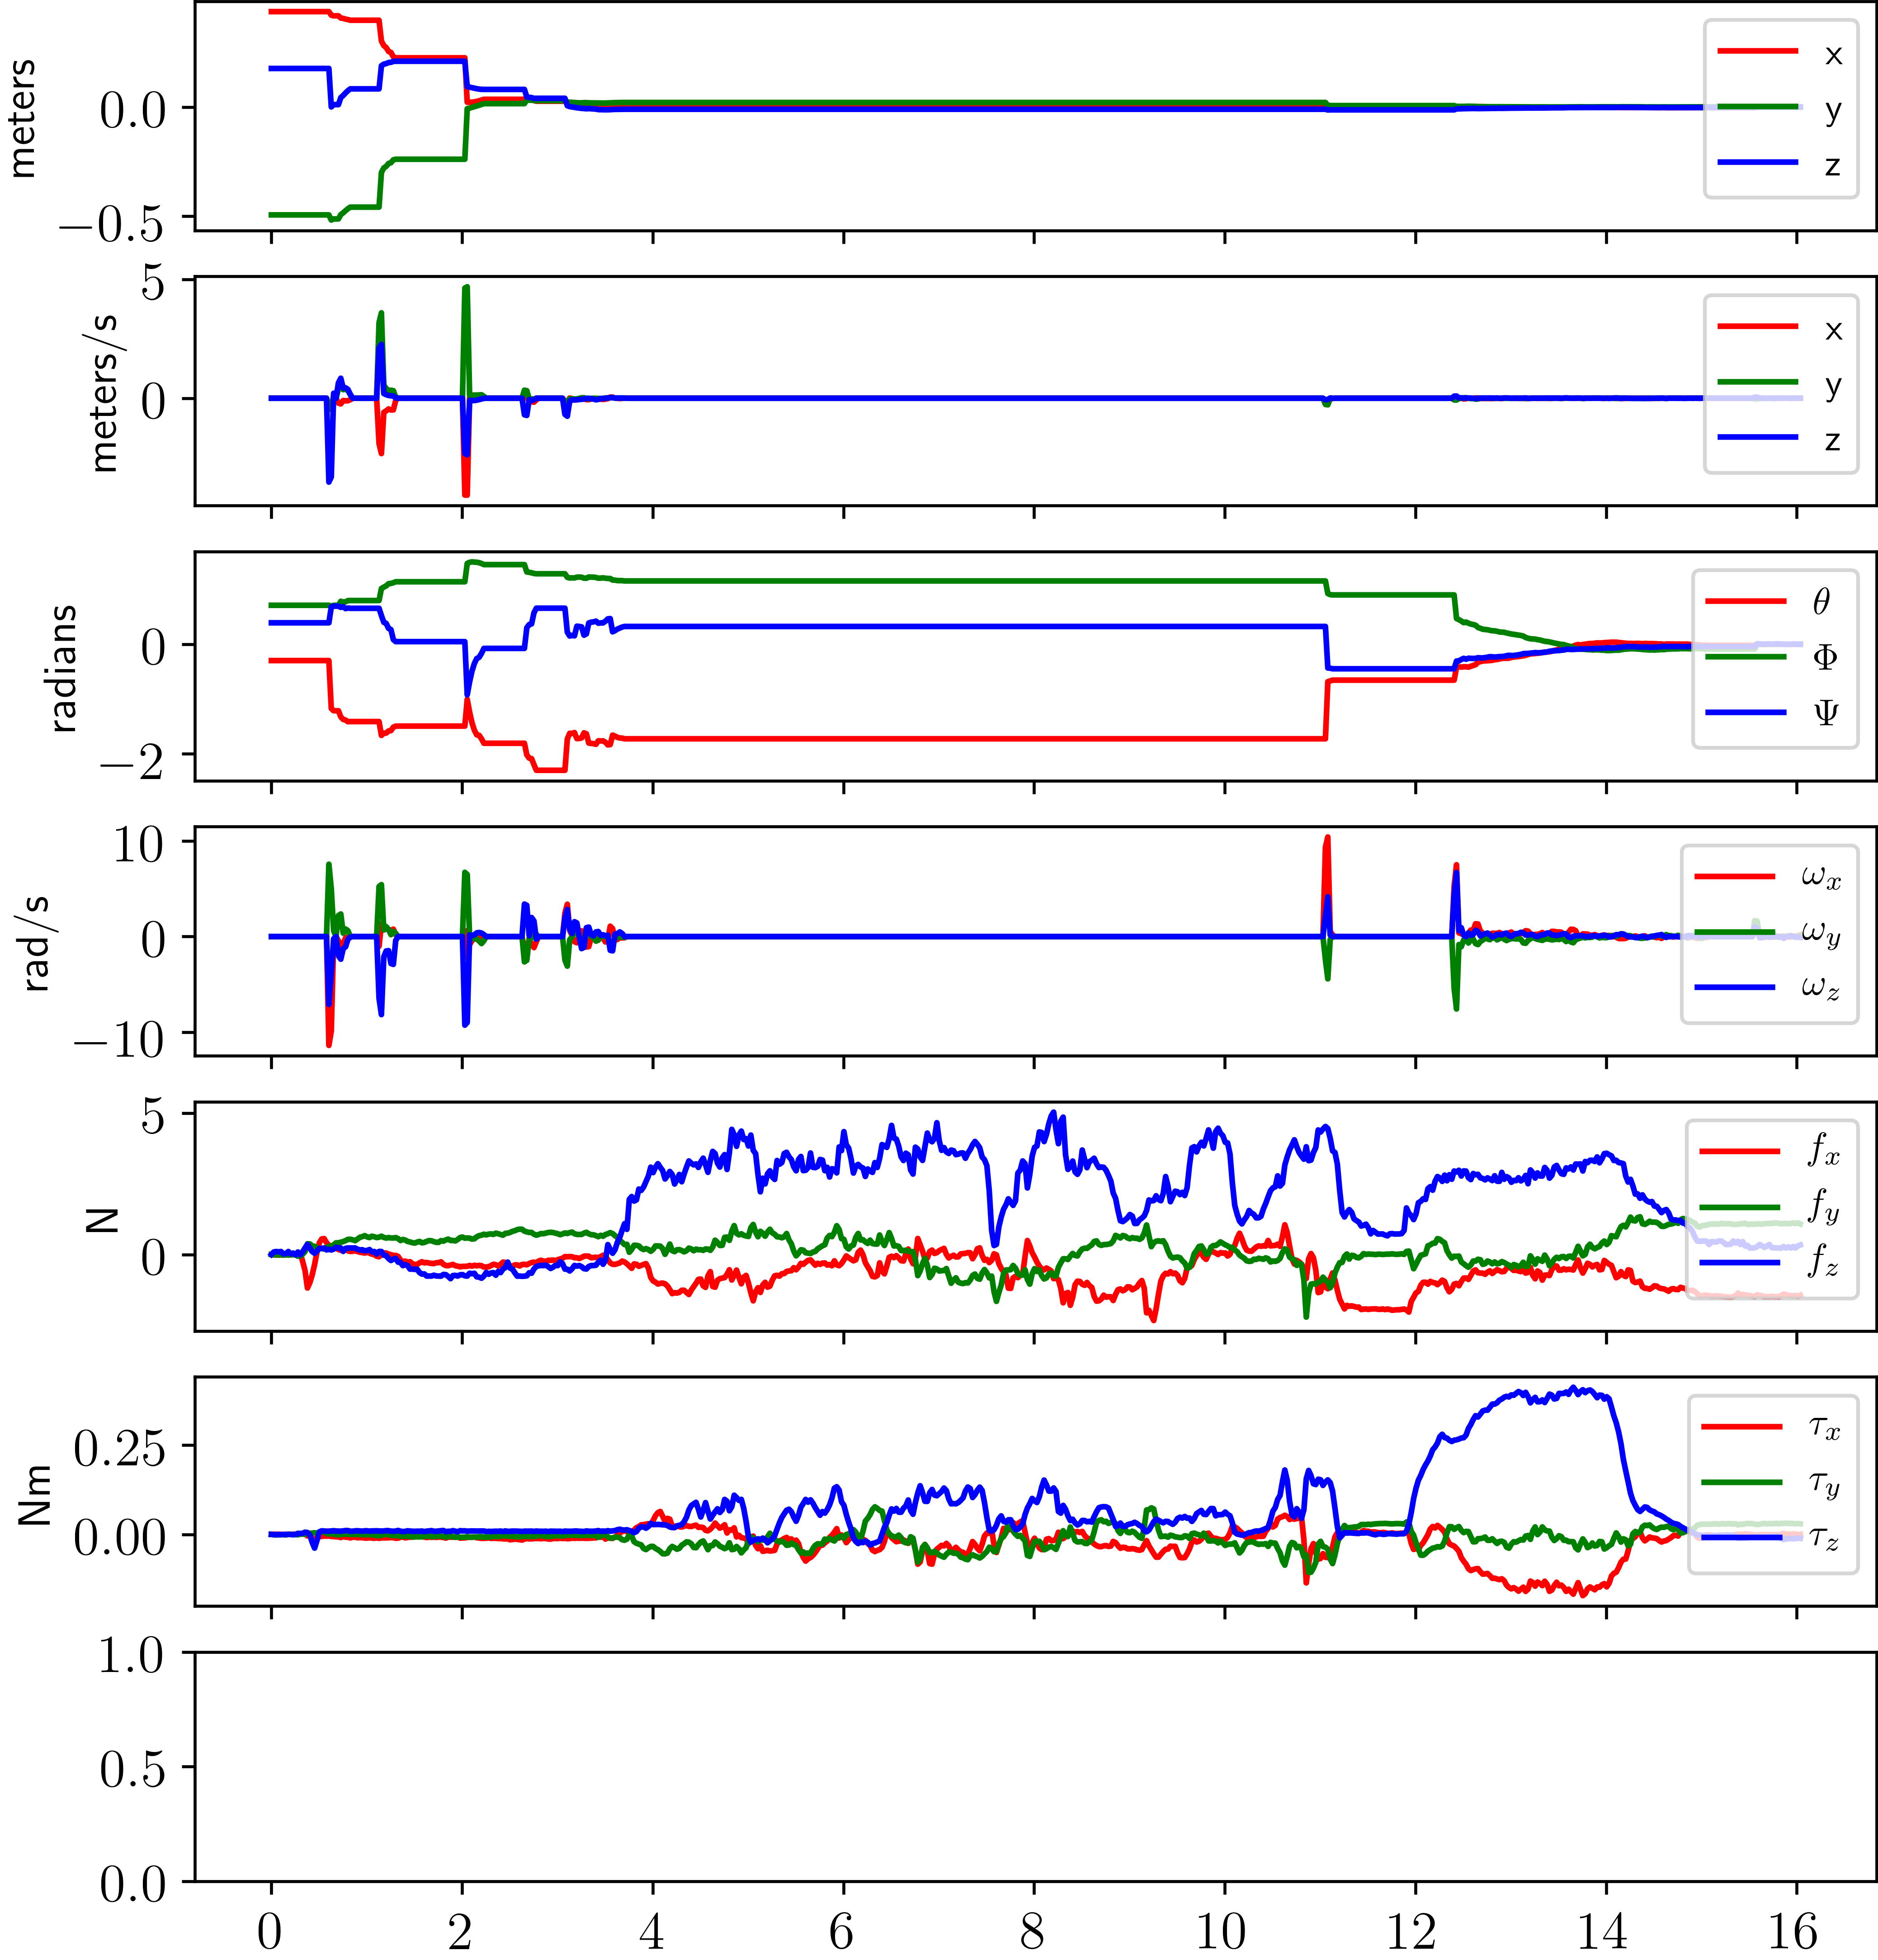 meters
0.0
−0.5
x
y
z
meters/s
5
0
x
y
z
radians
0
−2
θ
Φ
Ψ
rad/s
10
0
−10
ωx
ωy
ωz
N
5
0
fx
fy
fz
Nm
0.25
0.00
τx
τy
τz
1.0
0.5
0.0
0 2 4 6 8 10 12 14 16